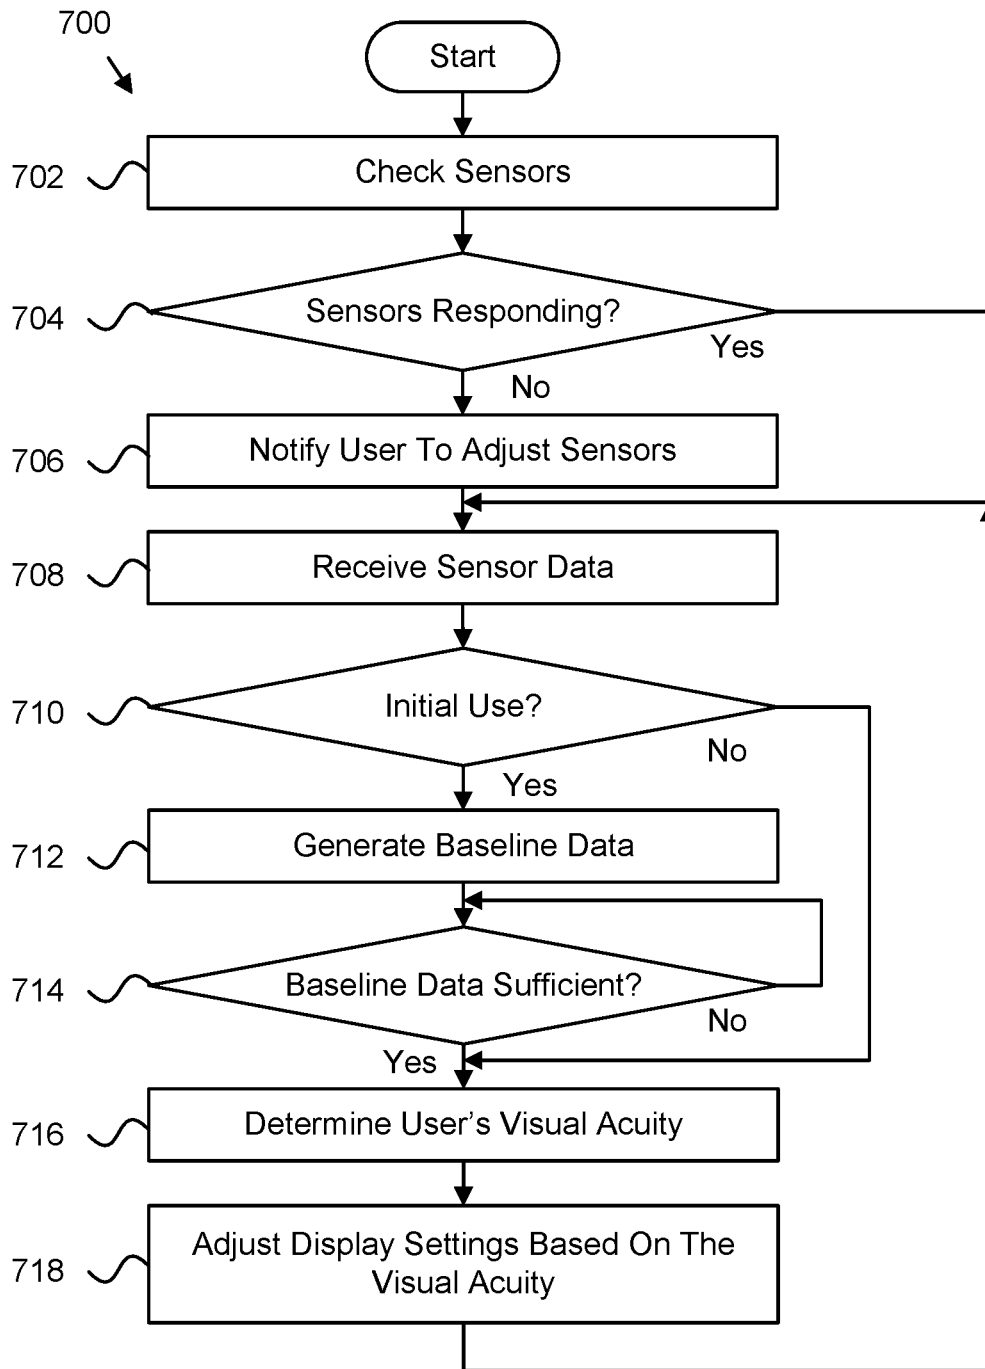 700
Start
702
Check Sensors
704
Sensors Responding?
Yes
No
706
Notify User To Adjust Sensors
708
Receive Sensor Data
710
Initial Use?
No
Yes
712
Generate Baseline Data
714
Baseline Data Sufficient?
No
Yes
716
Determine User’s Visual Acuity
718
Adjust Display Settings Based On The
Visual Acuity